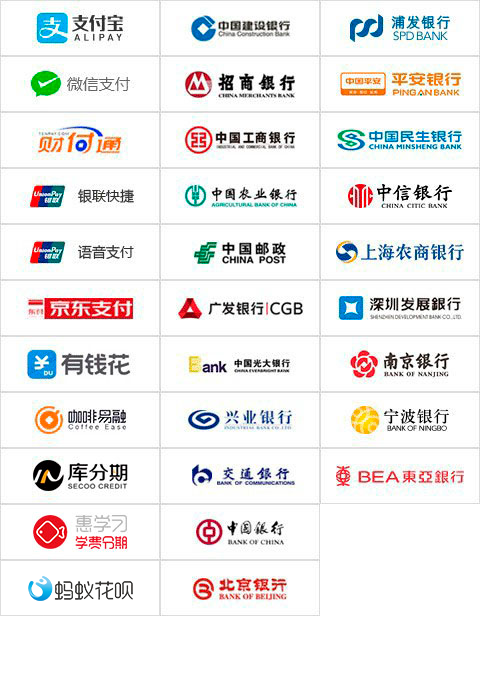 支
支付宝
ALIPAY
中国建设银行
China Construction Bank
浦发银行
SPD BANK
微信支付
招商银行
CHINA MERCHANTS BANK
中国平安
平安银行
PING AN BANK
TENPAY.COM
财付通
中国工商银行
INDUSTRIAL AND COMMERCIAL BANK OF CHINA
中国民生银行
CHINA MINSHENG BANK
UnionPay
银联
银联快捷
中国农业银行
AGRICULTURAL BANK OF CHINA
中信银行
CHINA CITIC BANK
UnionPay
银联
语音支付
中国邮政
CHINA POST
上海农商银行
京东支付
广发银行|CGB
深圳发展銀行
SHENZHEN DEVELOPMENT BANK CO., LTD.
DU
有钱花
Bank
中国光大银行
CHINA EVERBRIGHT BANK
南京银行
BANK OF NANJING
咖啡易融
Coffee Ease
兴业银行
INDUSTRIAL BANK CO.,LTD
宁波银行
BANK OF NINGBO
库分期
SECOO CREDIT
交通银行
BANK OF COMMUNICATIONS
BEA東亞銀行
惠学习
学费分期
中国银行
BANK OF CHINA
蚂蚁花呗
北京银行
BANK OF BEIJING